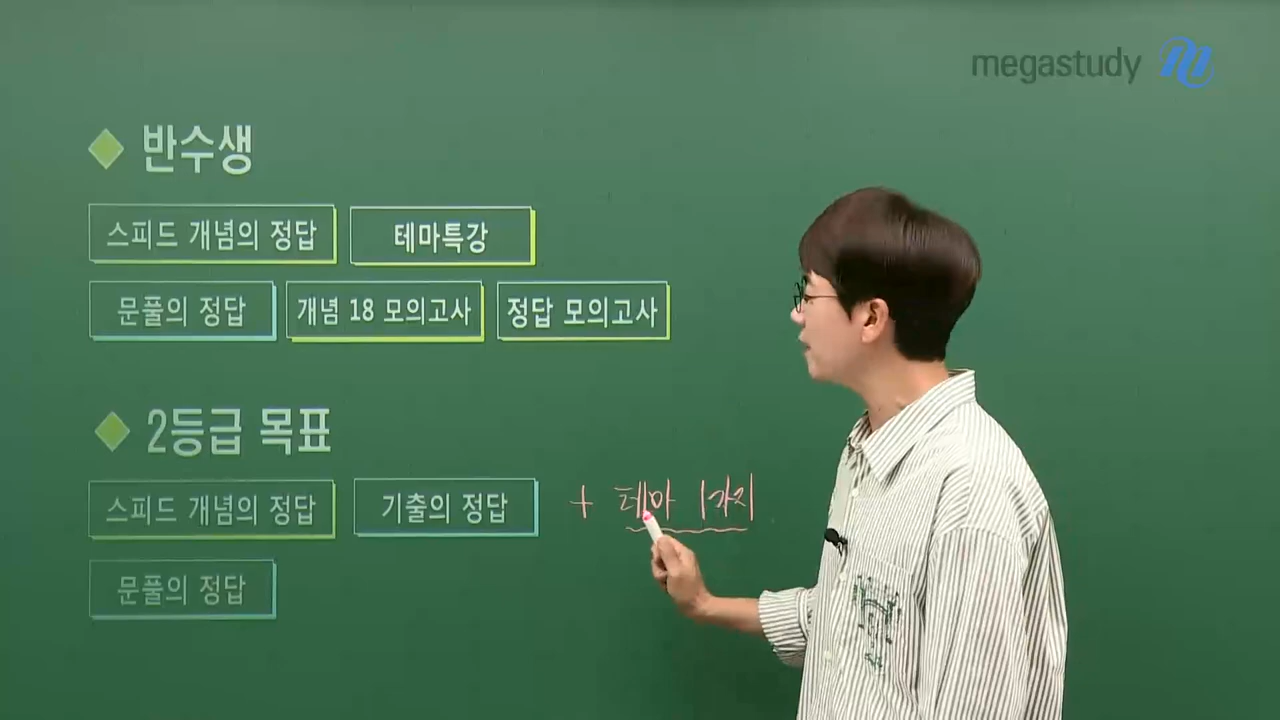 megastudy
반수생
스피드 개념의 정답 테마특강
문풀의 정답 개념 18 모의고사 정답 모의고사
2등급 목표
스피드 개념의 정답 기출의 정답 + 테마 1가지
문풀의 정답